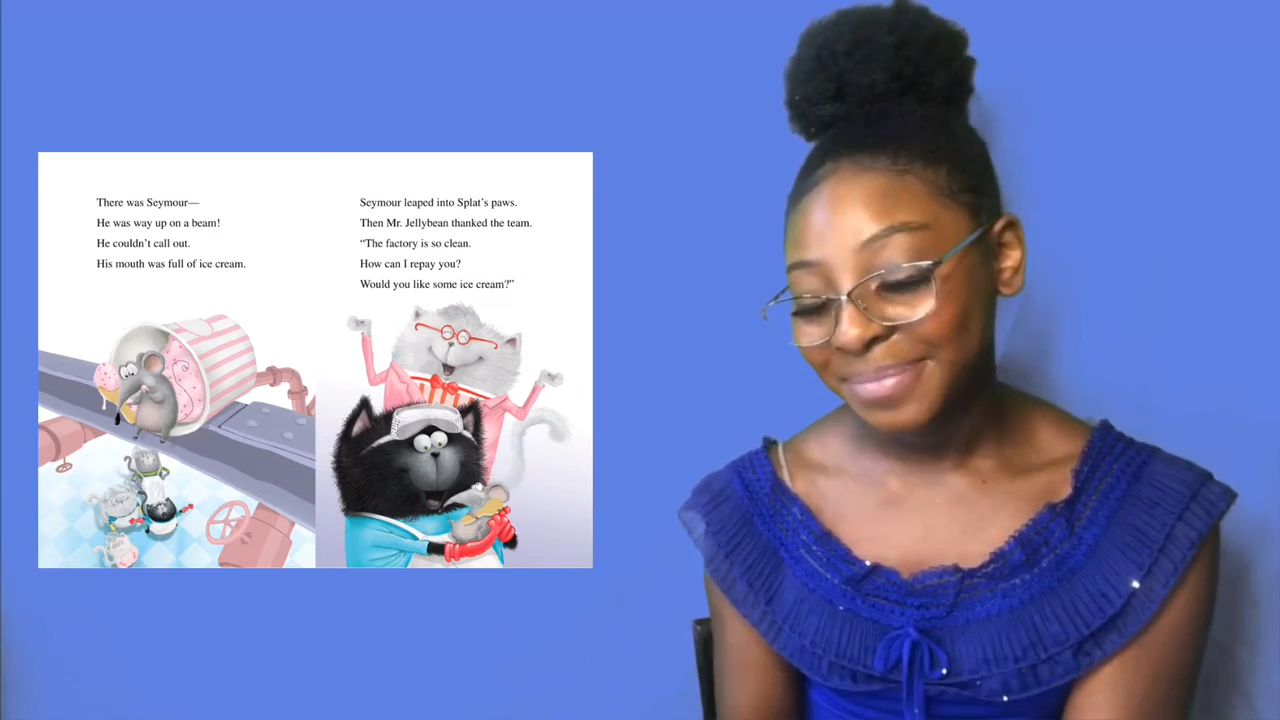 There was Seymour—
He was way up on a beam!
He couldn’t call out.
His mouth was full of ice cream.
Seymour leaped into Splat’s paws.
Then Mr. Jellybean thanked the team.
“The factory is so clean.
How can I repay you?
Would you like some ice cream?”